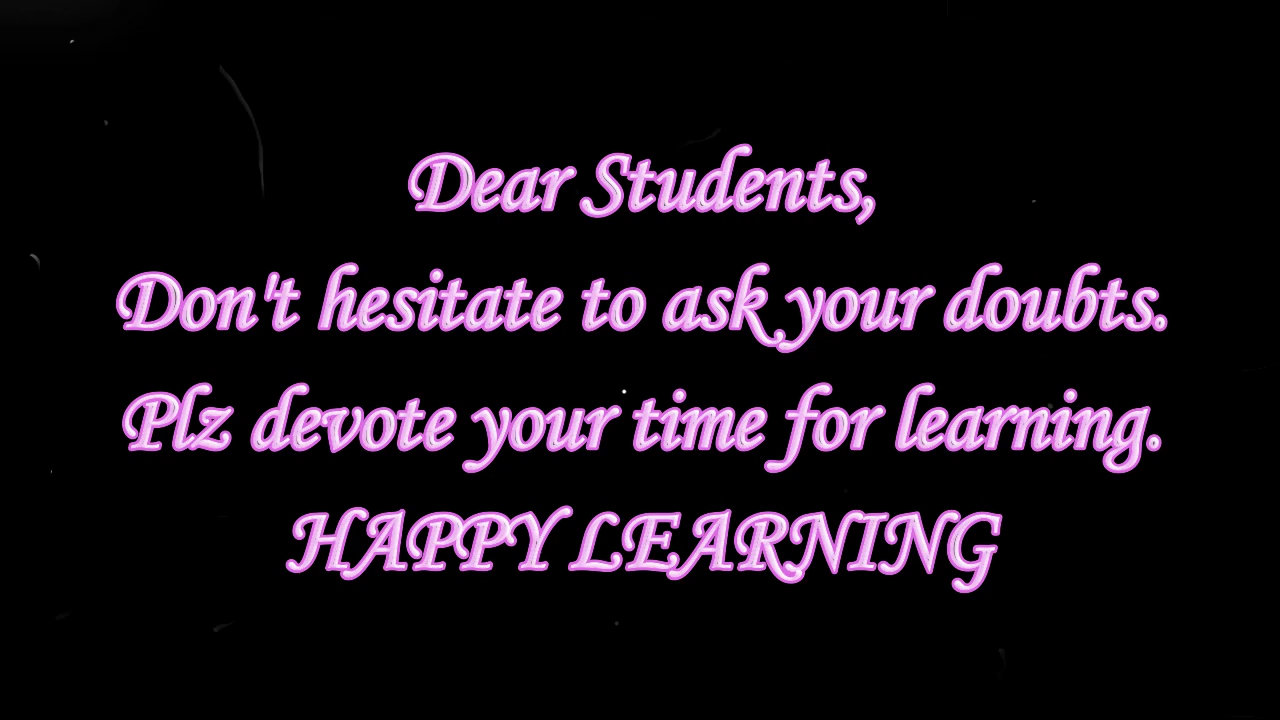 Dear Students,
Don't hesitate to ask your doubts.
Plz devote your time for learning.
HAPPY LEARNING